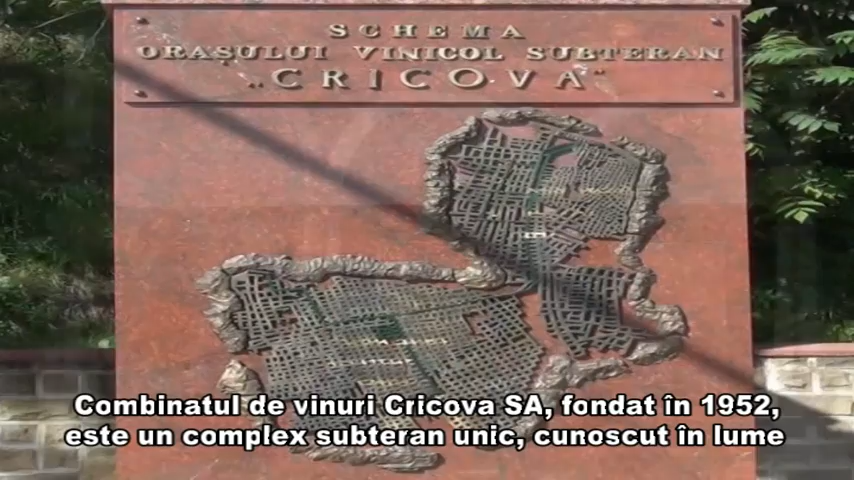 SCHEMA
ORAȘULUI VINICOL SUBTERAN
„CRICOVA"
Combinatul de vinuri Cricova SA, fondat în 1952,
este un complex subteran unic, cunoscut în lume